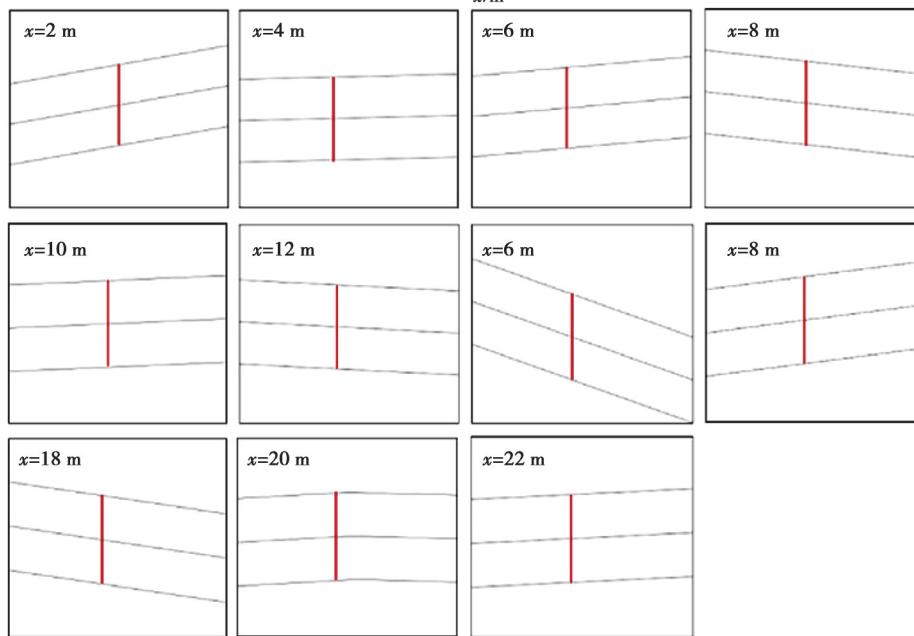 x/m
x=2 m
x=4 m
x=6 m
x=8 m
x=10 m
x=12 m
x=6 m
x=8 m
x=18 m
x=20 m
x=22 m